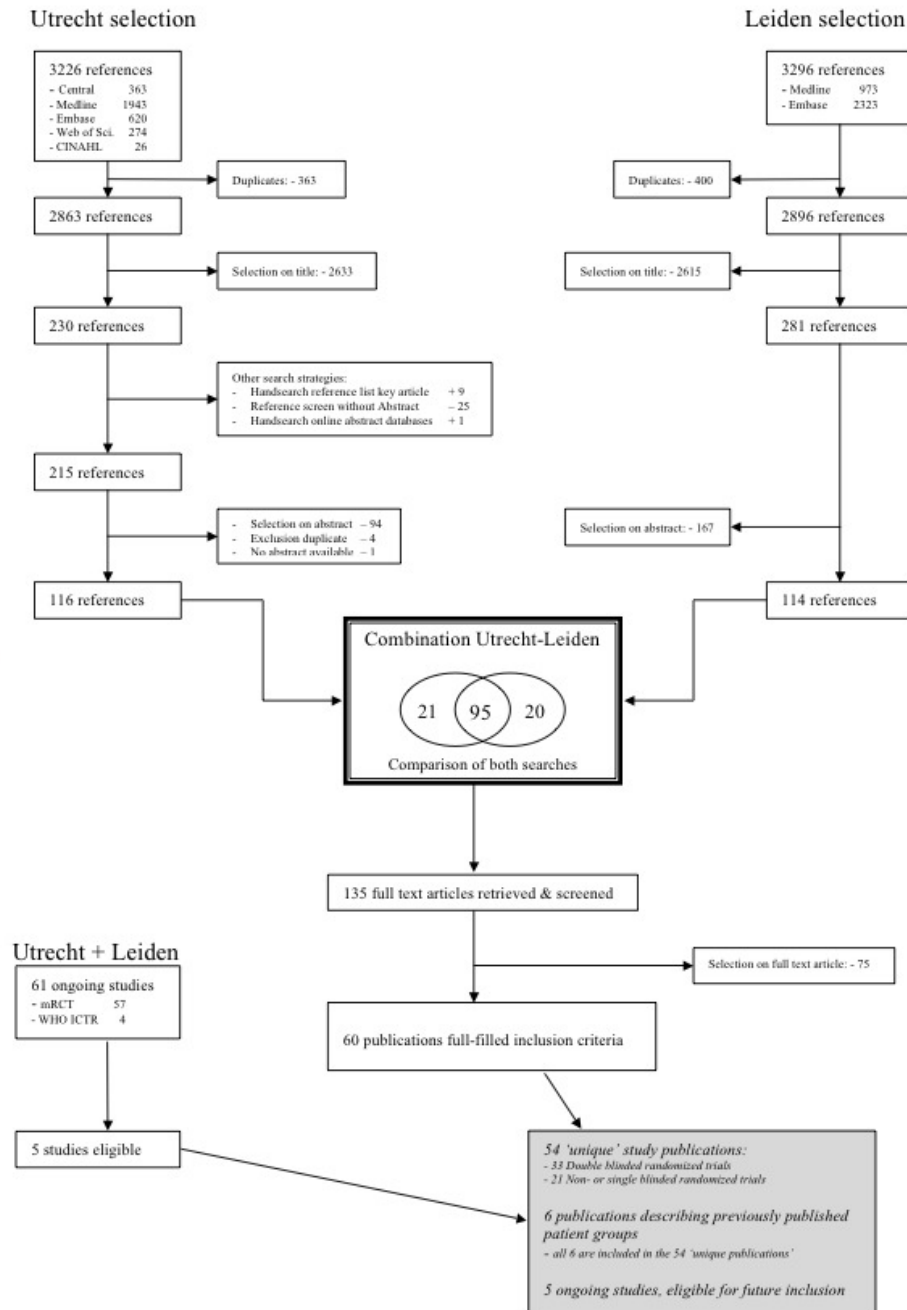 Utrecht selection
Leiden selection
3226 references
- Central 363
- Medline 1943
- Embase 620
- Web of Sci. 274
- CINAHL 26
3296 references
- Medline 973
- Embase 2323
Duplicates: - 363
Duplicates: - 400
2863 references
2896 references
Selection on title: - 2633
Selection on title: - 2615
230 references
281 references
Other search strategies:
- Handsearch reference list key article + 9
- Reference screen without Abstract – 25
- Handsearch online abstract databases + 1
215 references
- Selection on abstract – 94
- Exclusion duplicate – 4
- No abstract available – 1
Selection on abstract: - 167
116 references
114 references
Combination Utrecht-Leiden
21 95 20
Comparison of both searches
135 full text articles retrieved & screened
Utrecht + Leiden
61 ongoing studies
- mRCT 57
- WHO ICTR 4
Selection on full text article: - 75
60 publications full-filled inclusion criteria
5 studies eligible
54 ‘unique’ study publications:
- 33 Double blinded randomized trials
- 21 Non- or single blinded randomized trials
6 publications describing previously published
patient groups
- all 6 are included in the 54 ‘unique publications’
5 ongoing studies, eligible for future inclusion